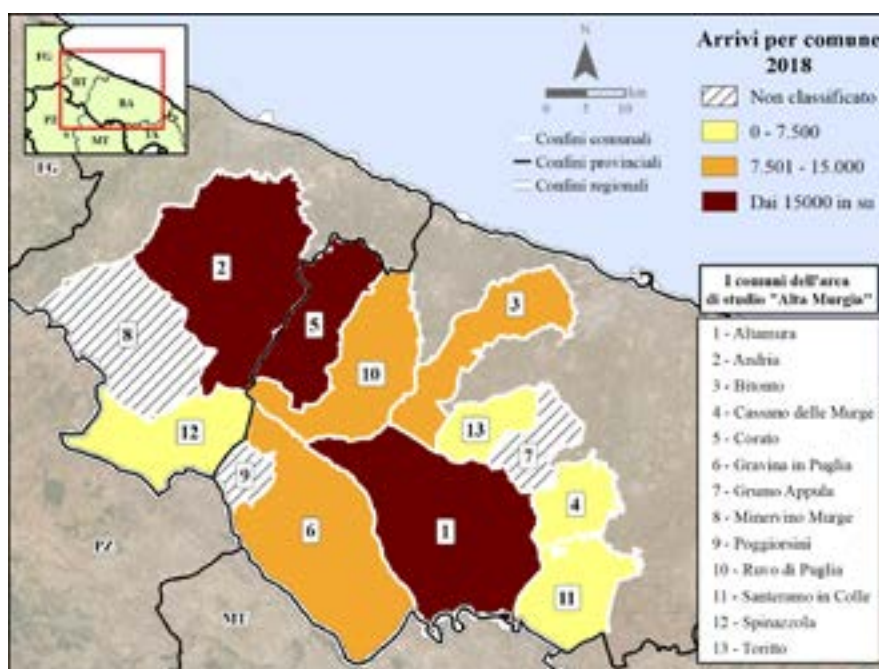 FG
BT
BA
PZ
MT
TA
N
0 5 10 km
Confini comunali
Confini provinciali
Confini regionali
Arrivi per comune
2018
Non classificato
0 - 7.500
7.501 - 15.000
Dai 15000 in su
FG
2
5
3
8
10
13
12
7
9
4
6
1
11
PZ
MT
I comuni dell'area
di studio "Alta Murgia"
1 - Altamura
2 - Andria
3 - Bitonto
4 - Cassano delle Murge
5 - Corato
6 - Gravina in Puglia
7 - Grumo Appula
8 - Minervino Murge
9 - Poggiorsini
10 - Ruvo di Puglia
11 - Santeramo in Colle
12 - Spinazzola
13 - Toritto